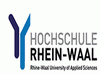 HOCHSCHULE
RHEIN-WAAL
Rhine-Waal University of Applied Sciences